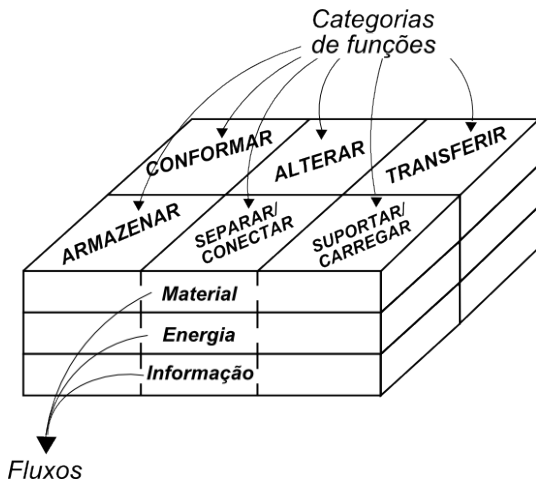 Categorias
de funções
CONFORMAR
ALTERAR
TRANSFERIR
ARMAZENAR
SEPARAR/
CONECTAR
SUPORTAR/
CARREGAR
Material
Energia
Informação
Fluxos